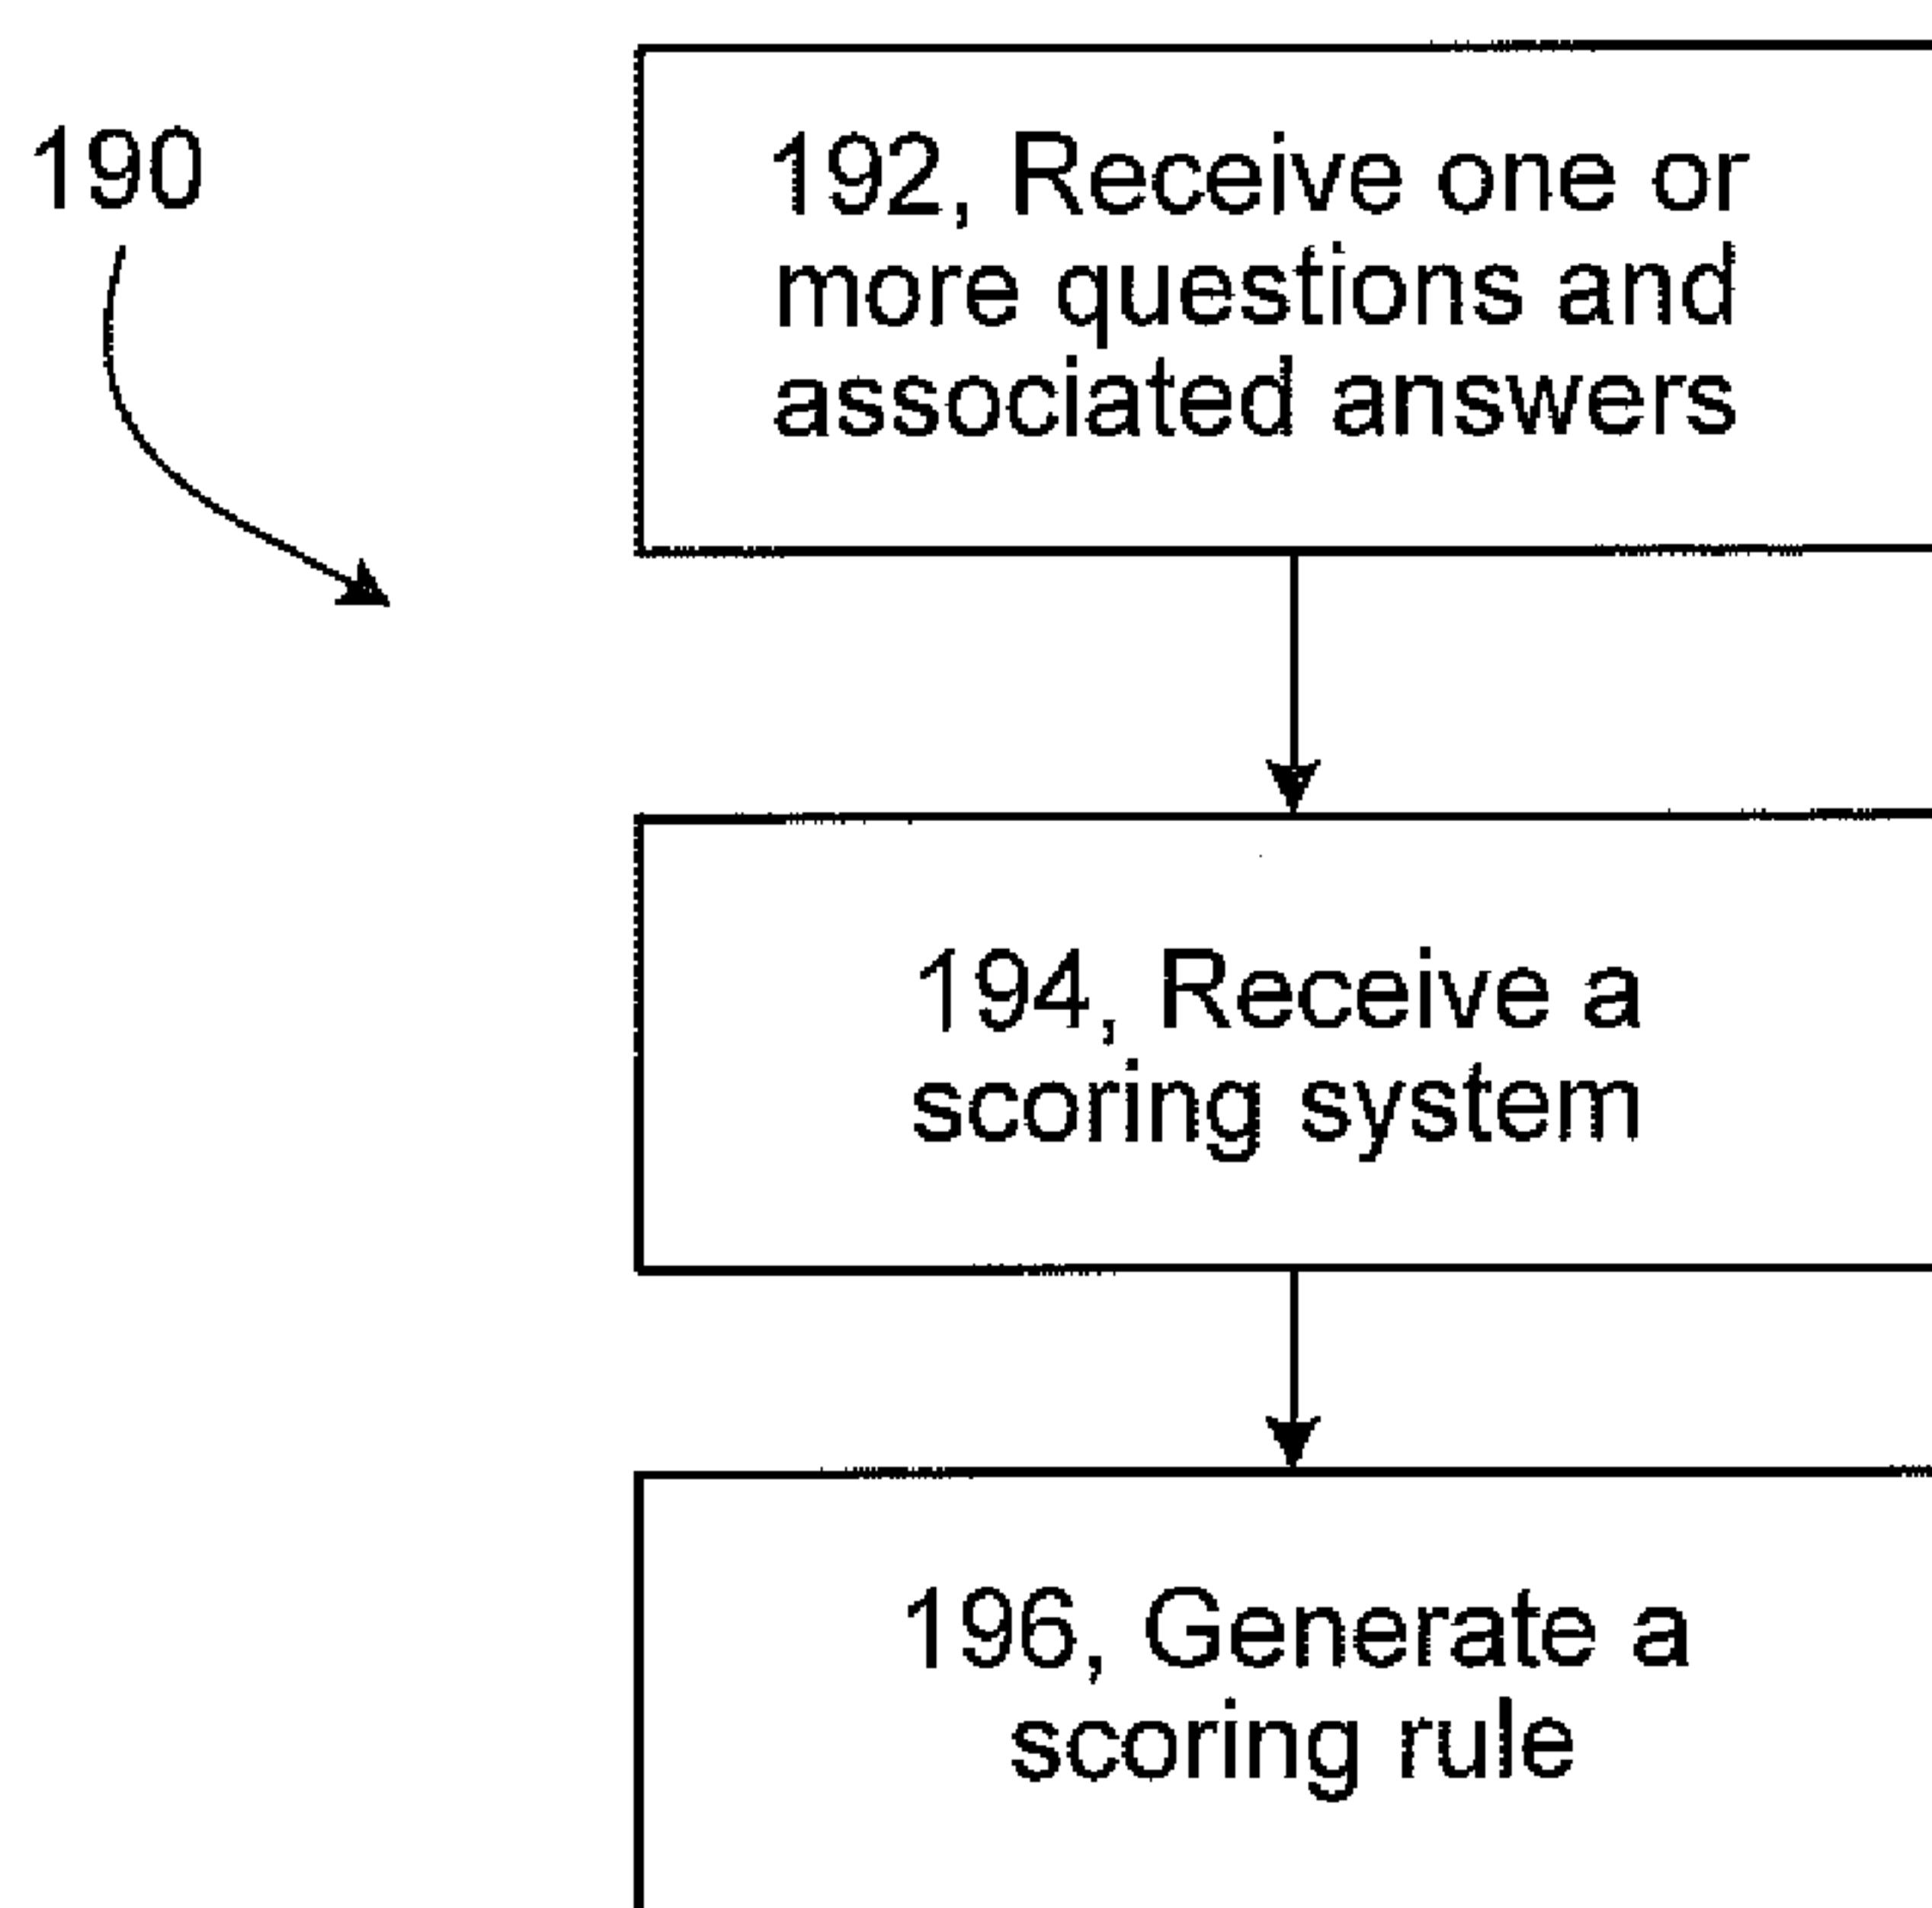 190
192, Receive one or
more questions and
associated answers
194, Receive a
scoring system
196, Generate a
scoring rule